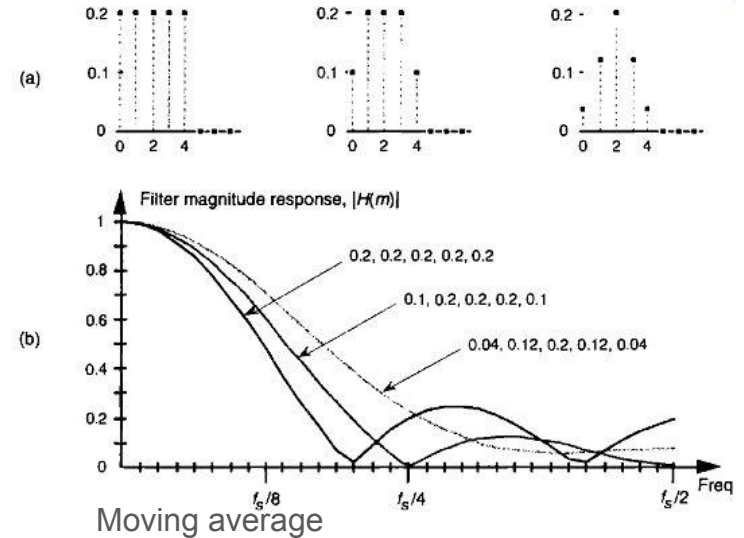 0.2 0.2 0.2
(a) 0.1 0.1 0.1
0 0 0
0 2 4 0 2 4 0 2 4
Filter magnitude response, |H(m)|
1
0.2, 0.2, 0.2, 0.2, 0.2
0.8
0.1, 0.2, 0.2, 0.2, 0.1
0.6
(b)
0.04, 0.12, 0.2, 0.12, 0.04
0.4
0.2
0
Freq
fs/8 fs/4 fs/2
Moving average